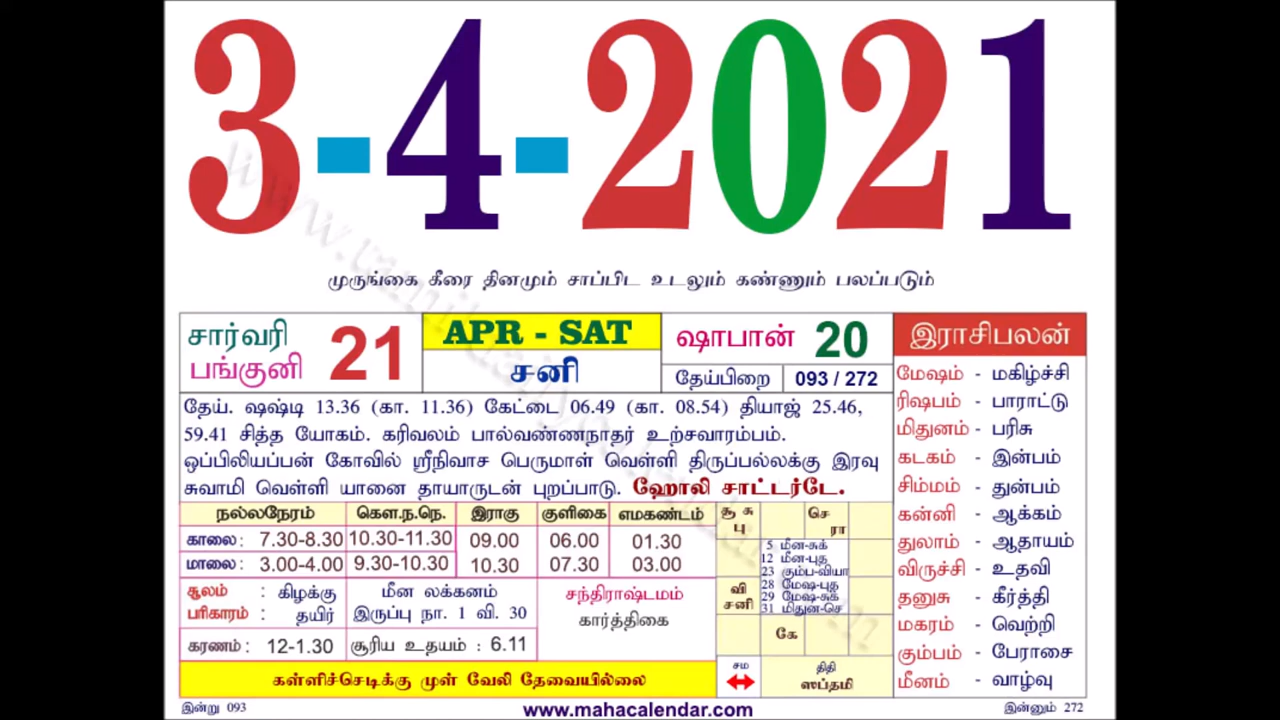 3-4-2021
முருங்கை கீரை தினமும் சாப்பிட உடலும் கண்ணும் பலப்படும்
சார்வரி
பங்குனி
21
APR - SAT
சனி
ஷாபான் 20
தேய்பிறை 093 / 272
தேய். ஷஷ்டி 13.36 (கா. 11.36) கேட்டை 06.49 (கா. 08.54) தியாஜ் 25.46,
59.41 சித்த யோகம். கரிவலம் பால்வண்ணநாதர் உற்சவாரம்பம்.
ஒப்பிலியப்பன் கோவில் ஸ்ரீநிவாச பெருமாள் வெள்ளி திருப்பல்லக்கு இரவு
சுவாமி வெள்ளி யானை தாயாருடன் புறப்பாடு. ஹோலி சாட்டர்டே.
நல்லநேரம் கௌ.ந.நெ. இராகு குளிகை எமகண்டம்
காலை: 7.30-8.30 10.30-11.30 09.00 06.00 01.30
மாலை: 3.00-4.00 9.30-10.30 10.30 07.30 03.00
சூலம் : கிழக்கு
பரிகாரம் : தயிர்
மீன லக்கனம்
இருப்பு நா. 1 வி. 30
சந்திராஷ்டமம்
கார்த்திகை
கரணம் : 12-1.30
சூரிய உதயம் : 6.11
கள்ளிச்செடிக்கு முள் வேலி தேவையில்லை
சூ சு
பு
செ
ரா
5 மீன-சுக்
12 மீன-புத
23 கும்ப-வியா
28 மேஷ-புத
29 மேஷ-சுக்
31 மிதுன-செ
வி
சனி
கே
சம
திதி
ஸப்தமி
இராசிபலன்
மேஷம் - மகிழ்ச்சி
ரிஷபம் - பாராட்டு
மிதுனம் - பரிசு
கடகம் - இன்பம்
சிம்மம் - துன்பம்
கன்னி - ஆக்கம்
துலாம் - ஆதாயம்
விருச்சி - உதவி
தனுசு - கீர்த்தி
மகரம் - வெற்றி
கும்பம் - பேராசை
மீனம் - வாழ்வு
இன்று 093
www.mahacalendar.com
இன்னும் 272